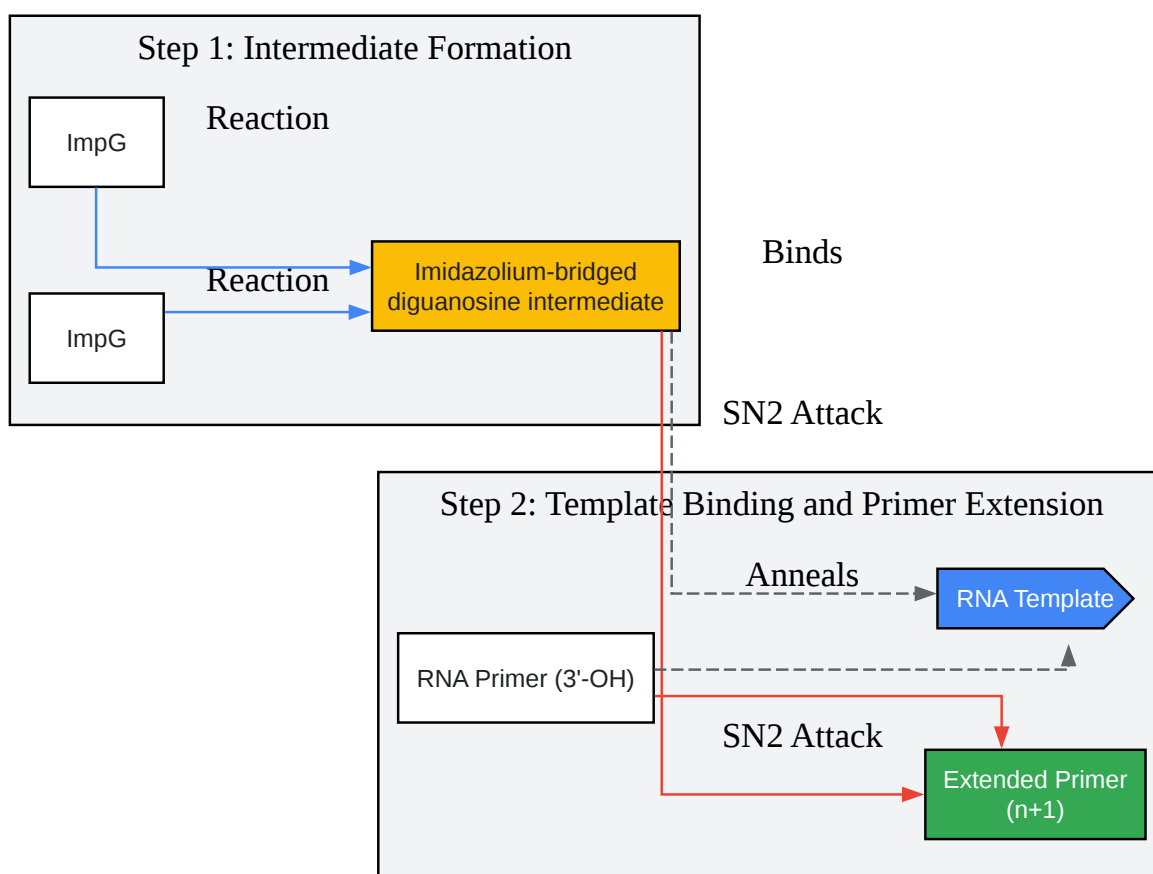 Step 1: Intermediate Formation
Reaction
ImpG
Binds
Reaction
Imidazolium-bridged
diguanosine intermediate
ImpG
SN2 Attack
Step 2: Template Binding and Primer Extension
Anneals
RNA Template
RNA Primer (3'-OH)
SN2 Attack
Extended Primer
(n+1)